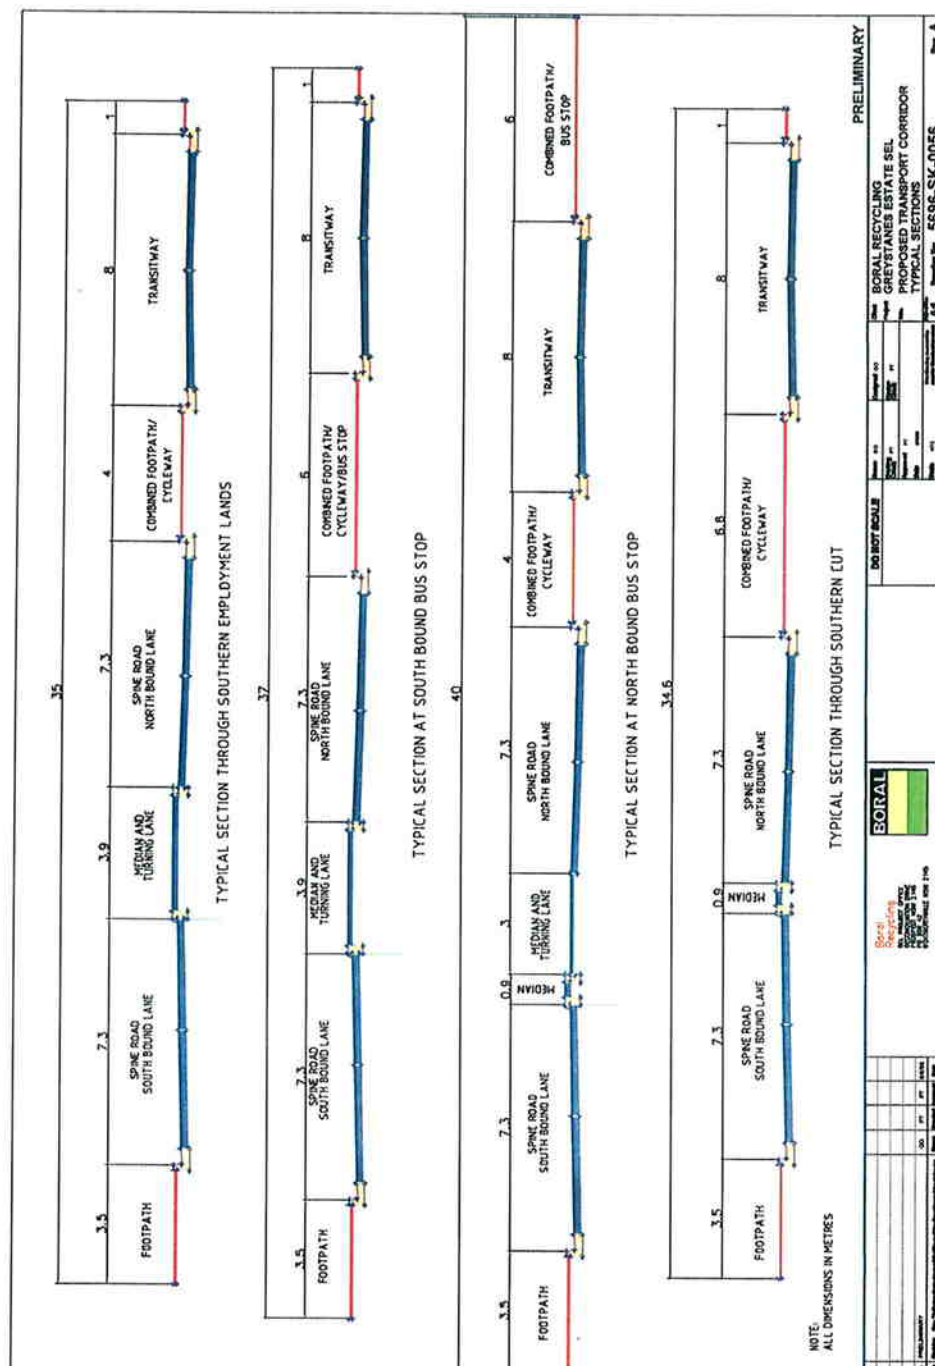 35
3.5
7.3
3.9
7.3
4
8
1
FOOTPATH
SPINE ROAD
SOUTH BOUND LANE
MEDIAN AND
TURNING LANE
SPINE ROAD
NORTH BOUND LANE
COMBINED FOOTPATH/
CYCLEWAY
TRANSITWAY
TYPICAL SECTION THROUGH SOUTHERN EMPLOYMENT LANDS
37
3.5
7.3
3.9
7.3
6
8
1
FOOTPATH
SPINE ROAD
SOUTH BOUND LANE
MEDIAN AND
TURNING LANE
SPINE ROAD
NORTH BOUND LANE
COMBINED FOOTPATH/
CYCLEWAY/BUS STOP
TRANSITWAY
TYPICAL SECTION AT SOUTH BOUND BUS STOP
40
3.5
7.3
0.9
3
7.3
4
8
6
FOOTPATH
SPINE ROAD
SOUTH BOUND LANE
MEDIAN
MEDIAN AND
TURNING LANE
SPINE ROAD
NORTH BOUND LANE
COMBINED FOOTPATH/
CYCLEWAY
TRANSITWAY
COMBINED FOOTPATH/
BUS STOP
TYPICAL SECTION AT NORTH BOUND BUS STOP
34.6
3.5
7.3
0.9
7.3
6.6
8
1
FOOTPATH
SPINE ROAD
SOUTH BOUND LANE
MEDIAN
SPINE ROAD
NORTH BOUND LANE
COMBINED FOOTPATH/
CYCLEWAY
TRANSITWAY
TYPICAL SECTION THROUGH SOUTHERN CUT
NOTE:
ALL DIMENSIONS IN METRES
PRELIMINARY
Boral
Recycling
BORAL
DO NOT SCALE
BORAL RECYCLING
GREYSTANES ESTATE SEL
PROPOSED TRANSPORT CORRIDOR
TYPICAL SECTIONS
5696-SK-0056